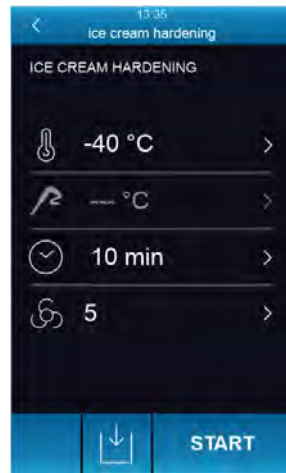 13:35
ice cream hardening
ICE CREAM HARDENING
-40 °C
---- °C
10 min
5
START